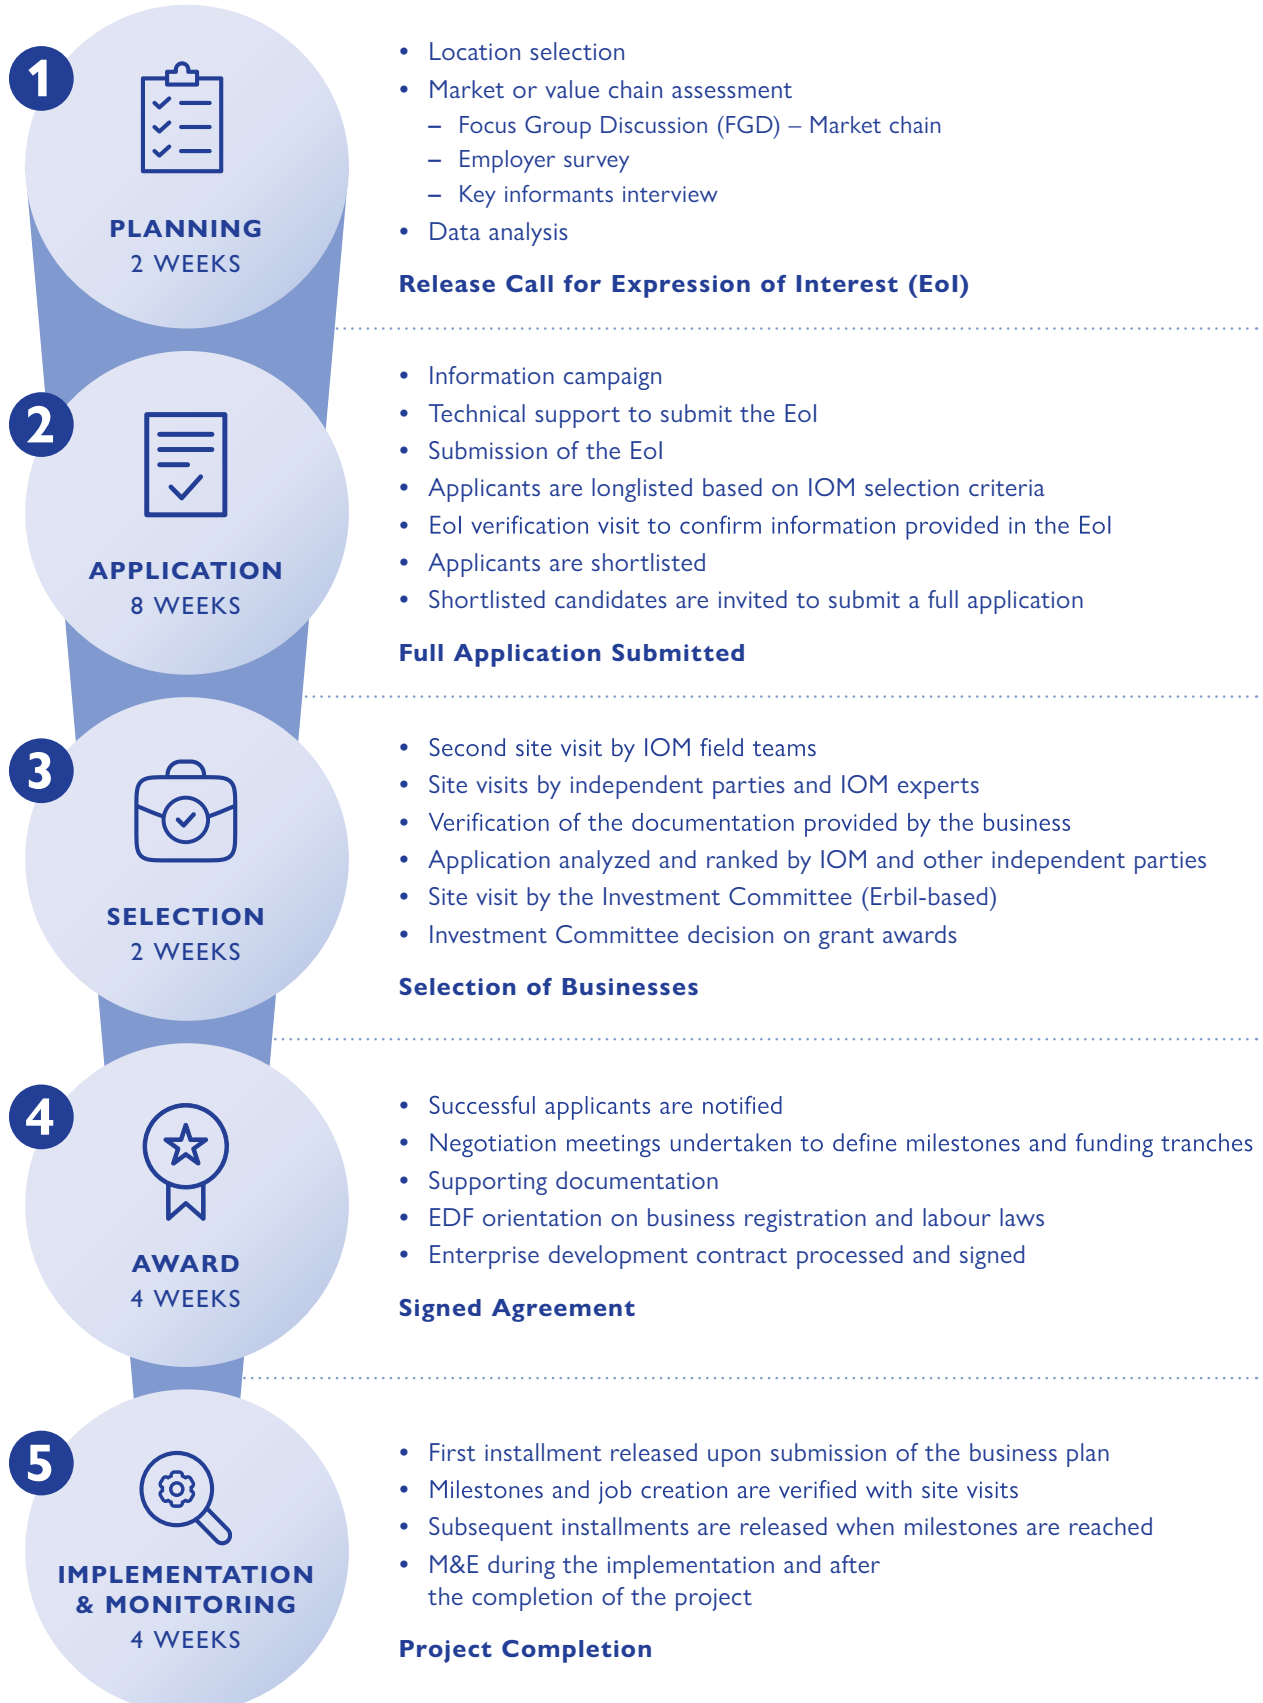 1
PLANNING
2 WEEKS
• Location selection
• Market or value chain assessment
– Focus Group Discussion (FGD) – Market chain
– Employer survey
– Key informants interview
• Data analysis
Release Call for Expression of Interest (EoI)
2
APPLICATION
8 WEEKS
• Information campaign
• Technical support to submit the EoI
• Submission of the EoI
• Applicants are longlisted based on IOM selection criteria
• EoI verification visit to confirm information provided in the EoI
• Applicants are shortlisted
• Shortlisted candidates are invited to submit a full application
Full Application Submitted
3
SELECTION
2 WEEKS
• Second site visit by IOM field teams
• Site visits by independent parties and IOM experts
• Verification of the documentation provided by the business
• Application analyzed and ranked by IOM and other independent parties
• Site visit by the Investment Committee (Erbil-based)
• Investment Committee decision on grant awards
Selection of Businesses
4
AWARD
4 WEEKS
• Successful applicants are notified
• Negotiation meetings undertaken to define milestones and funding tranches
• Supporting documentation
• EDF orientation on business registration and labour laws
• Enterprise development contract processed and signed
Signed Agreement
5
IMPLEMENTATION
& MONITORING
4 WEEKS
• First installment released upon submission of the business plan
• Milestones and job creation are verified with site visits
• Subsequent installments are released when milestones are reached
• M&E during the implementation and after
the completion of the project
Project Completion